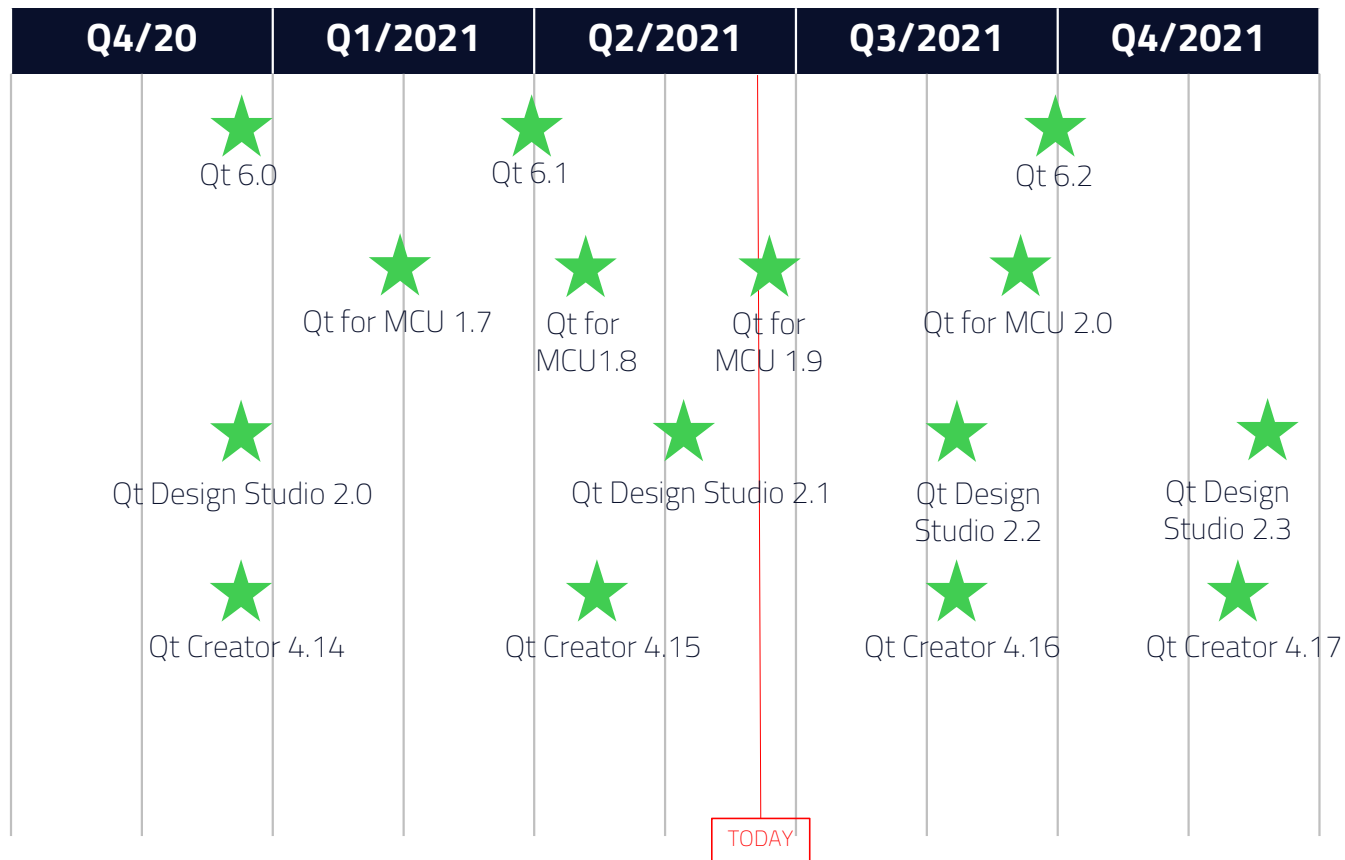 Q4/20
Q1/2021
Q2/2021
Q3/2021
Q4/2021
Qt 6.0
Qt 6.1
Qt 6.2
Qt for MCU 1.7
Qt for
MCU1.8
Qt for
MCU 1.9
Qt for MCU 2.0
Qt Design Studio 2.0
Qt Design Studio 2.1
Qt Design
Studio 2.2
Qt Design
Studio 2.3
Qt Creator 4.14
Qt Creator 4.15
Qt Creator 4.16
Qt Creator 4.17
TODAY